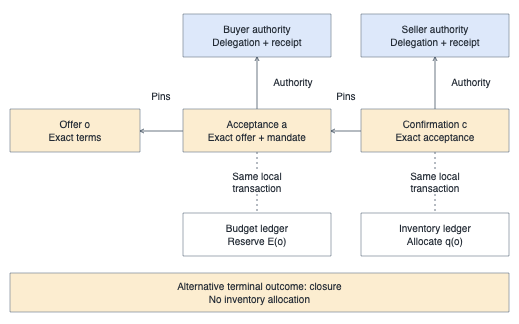 Buyer authority
Delegation + receipt
Seller authority
Delegation + receipt
Pins
Authority
Pins
Authority
Offer o
Exact terms
Acceptance a
Exact offer + mandate
Confirmation c
Exact acceptance
Same local
transaction
Same local
transaction
Budget ledger
Reserve E(o)
Inventory ledger
Allocate q(o)
Alternative terminal outcome: closure
No inventory allocation